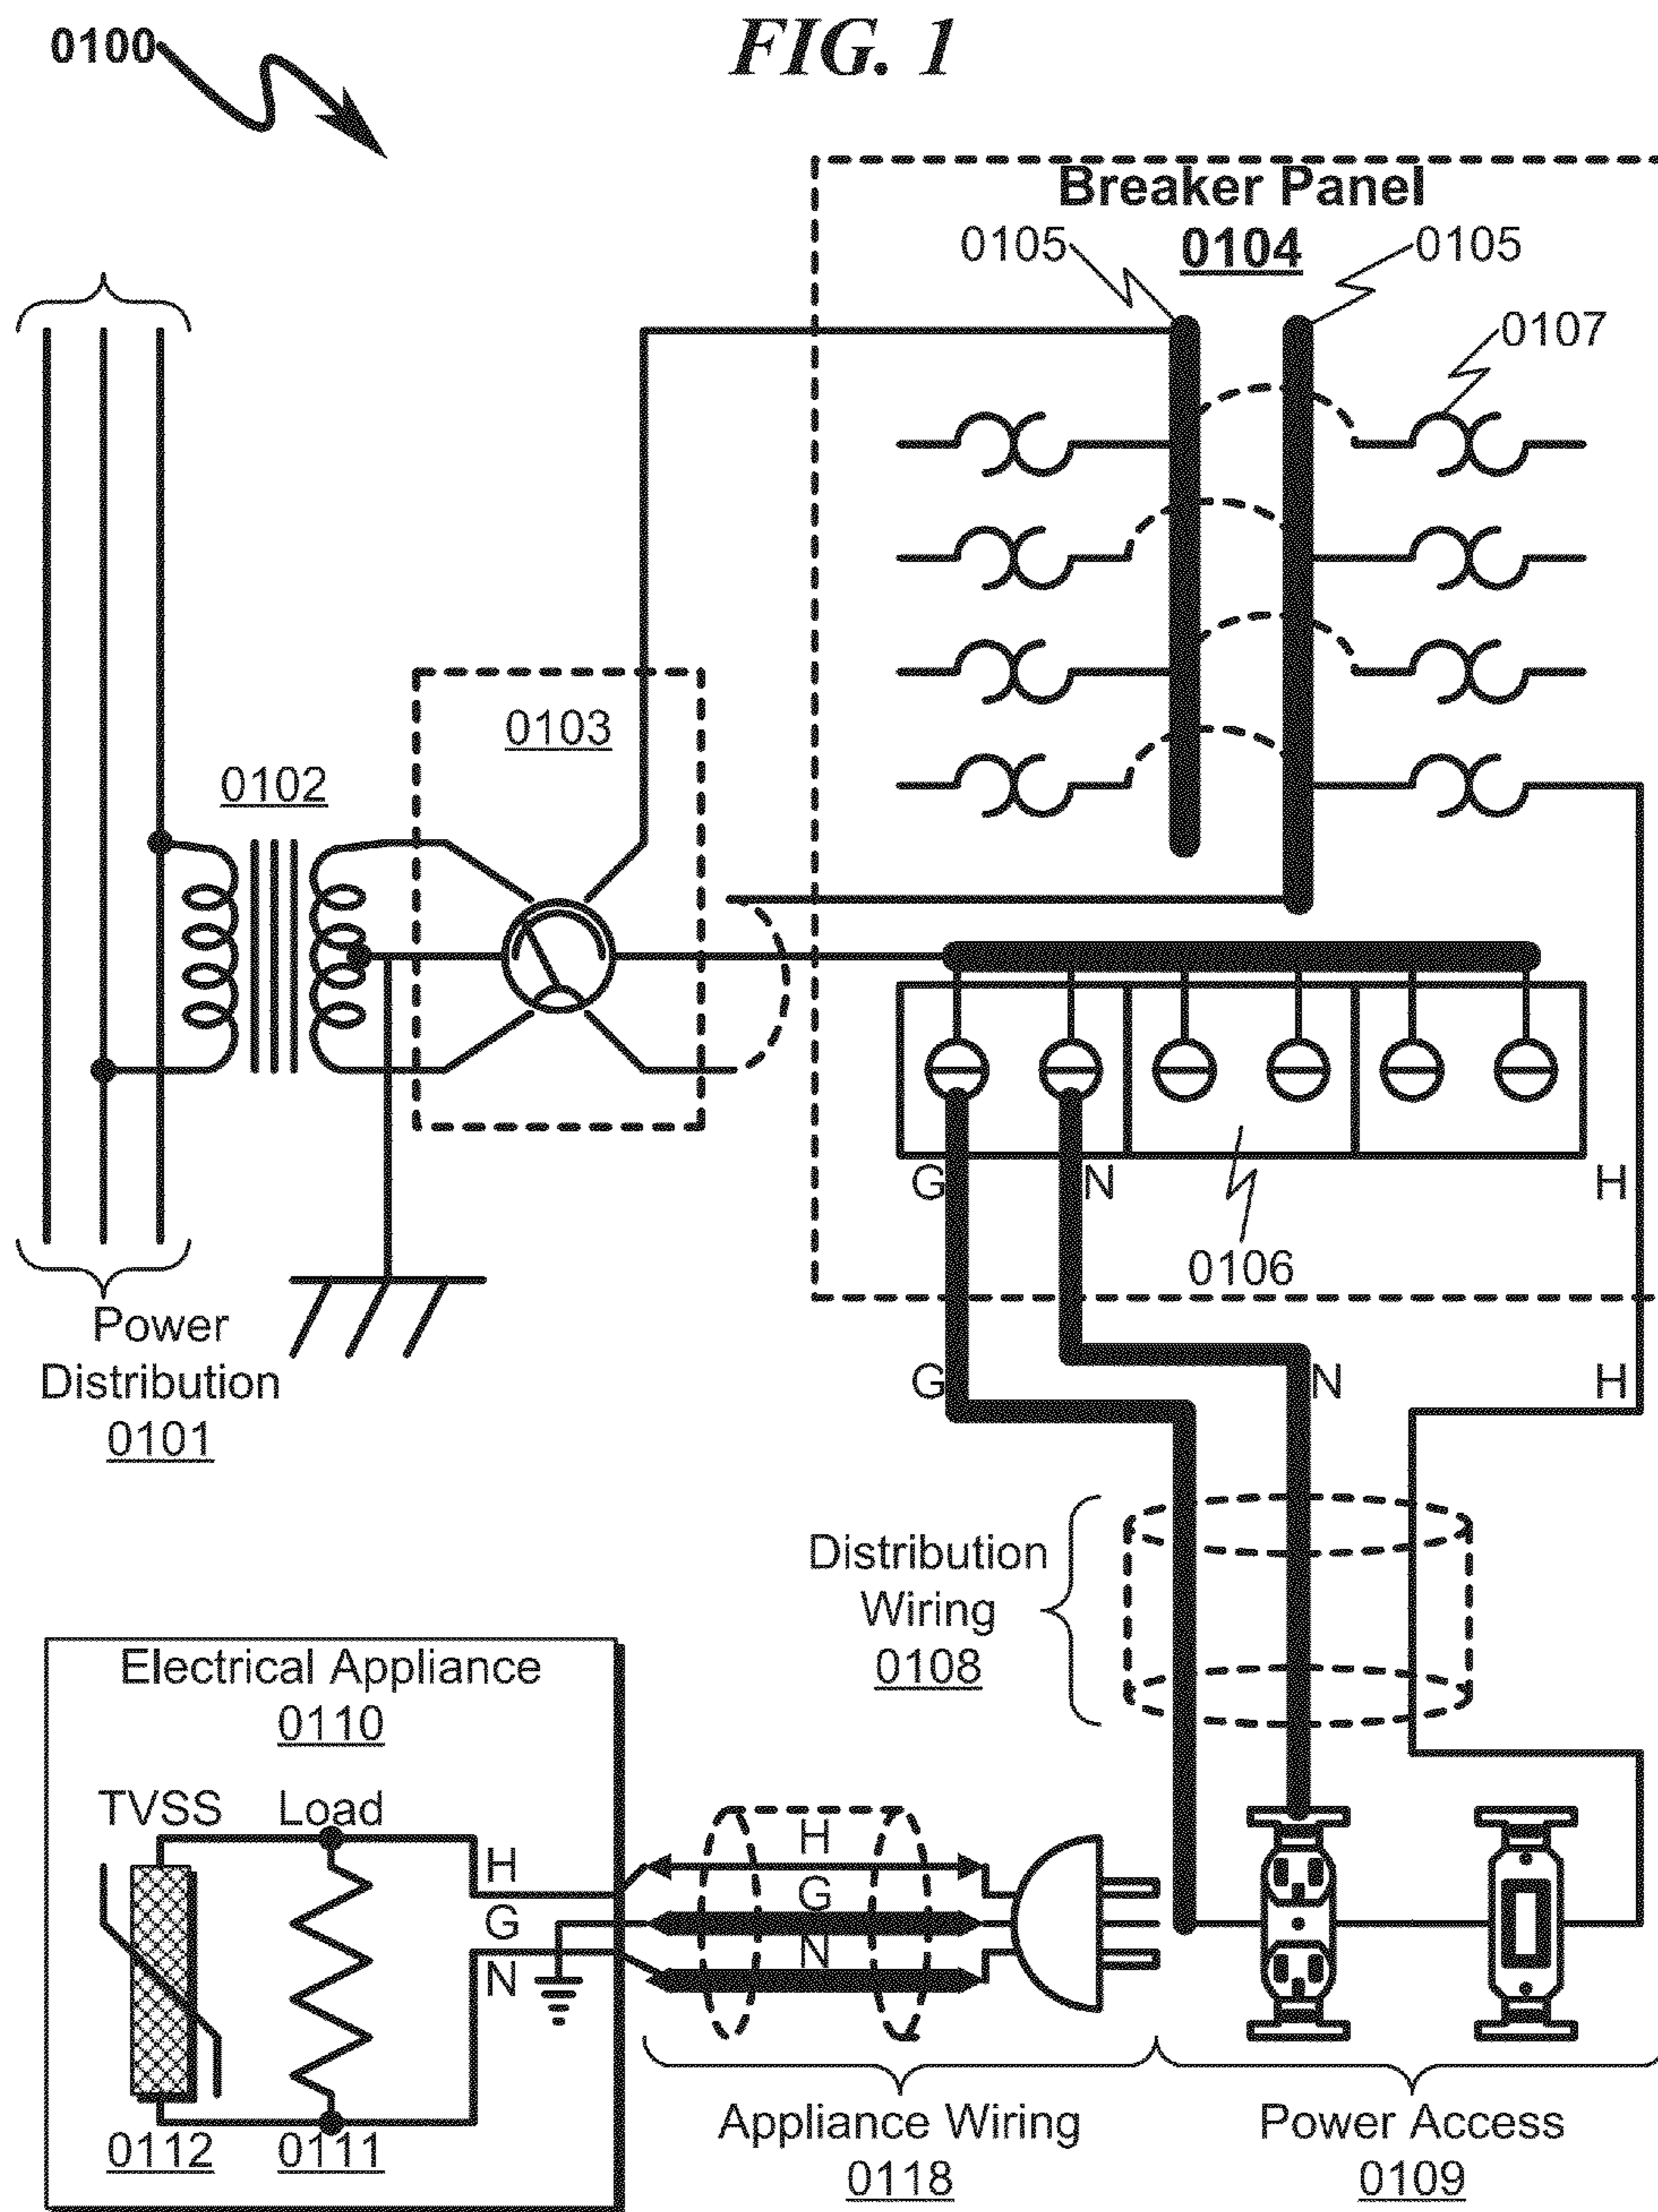 FIG. 1
0100
Breaker Panel
0105
0104
0105
0107
0103
0102
G
N
H
0106
Power
Distribution
0101
G
N
H
Distribution
Wiring
0108
Electrical Appliance
0110
TVSS
Load
H
G
N
H
G
N
0112
0111
Appliance Wiring
0118
Power Access
0109